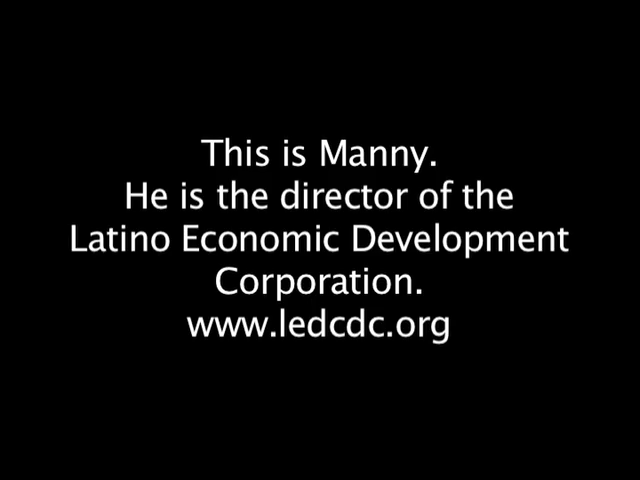 This is Manny.
He is the director of the
Latino Economic Development
Corporation.
www.ledcdc.org